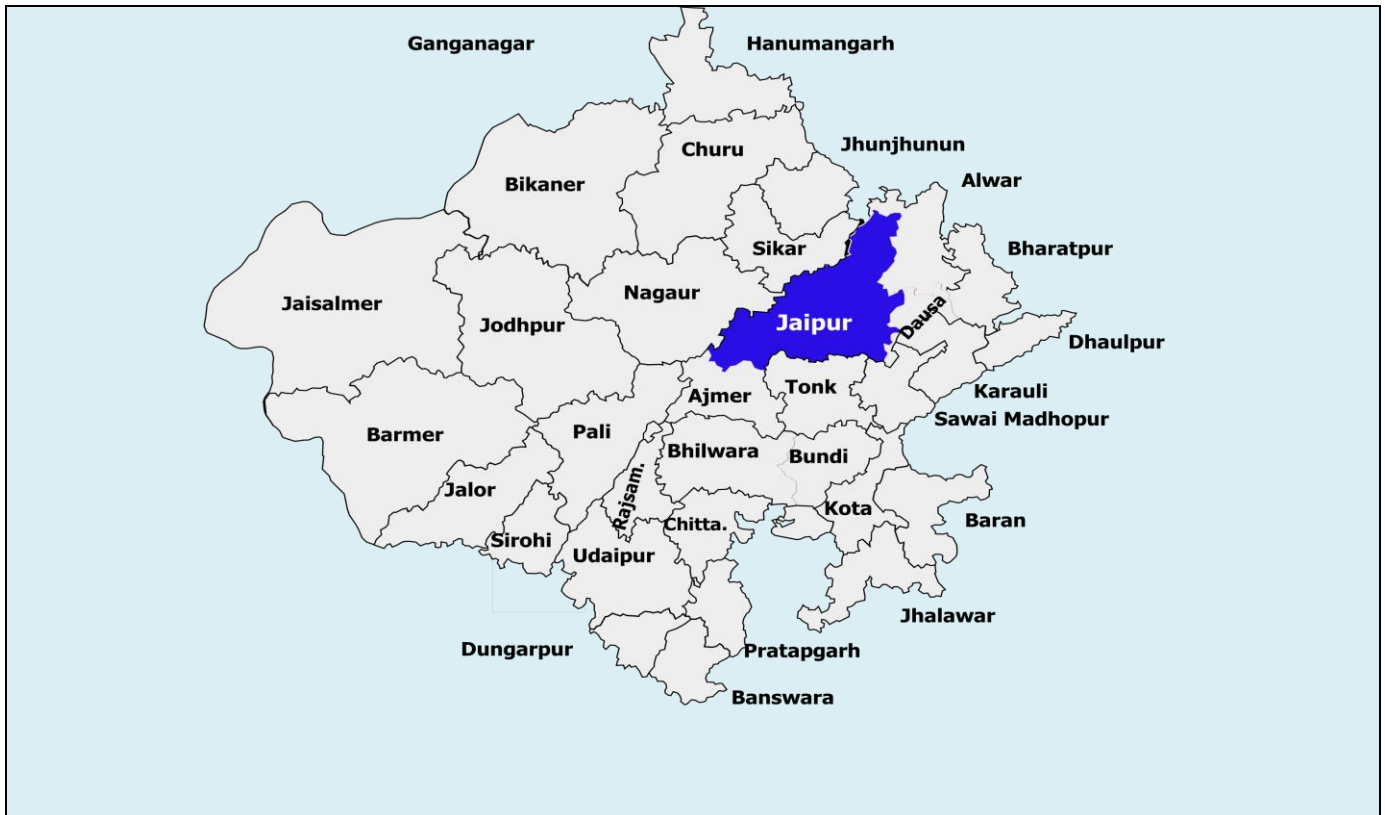 Ganganagar
Hanumangarh
Churu
Jhunjhunun
Bikaner
Alwar
Sikar
Bharatpur
Nagaur
Jaisalmer
Jodhpur
Jaipur
Dausa
Dhaulpur
Ajmer
Tonk
Karauli
Sawai Madhopur
Barmer
Pali
Bhilwara
Bundi
Jalor
Rajsam.
Kota
Chitta.
Baran
Sirohi
Udaipur
Jhalawar
Dungarpur
Pratapgarh
Banswara